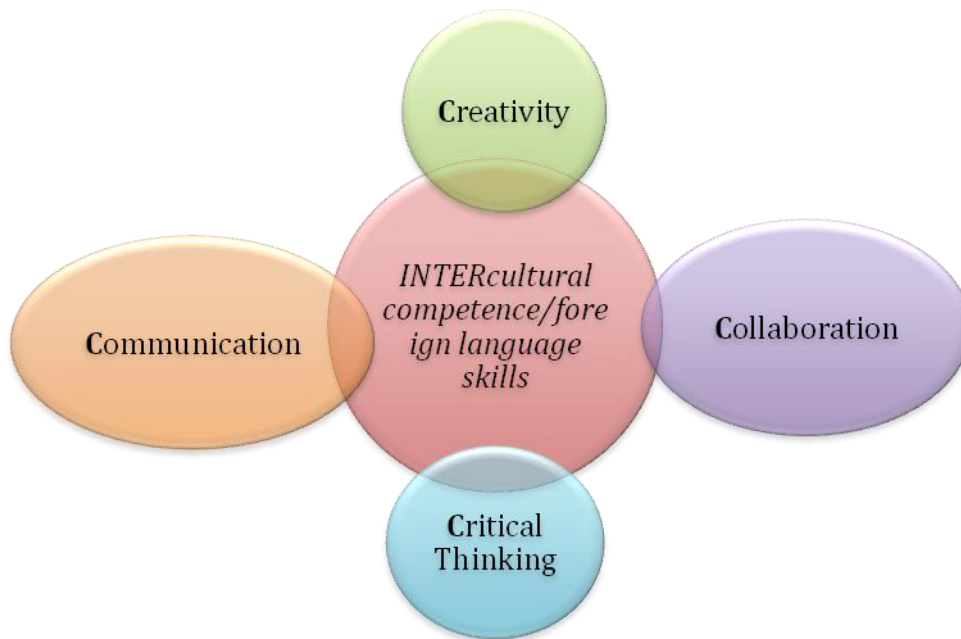 Creativity
INTERcultural
competence/fore
ign language
skills
Communication
Collaboration
Critical
Thinking